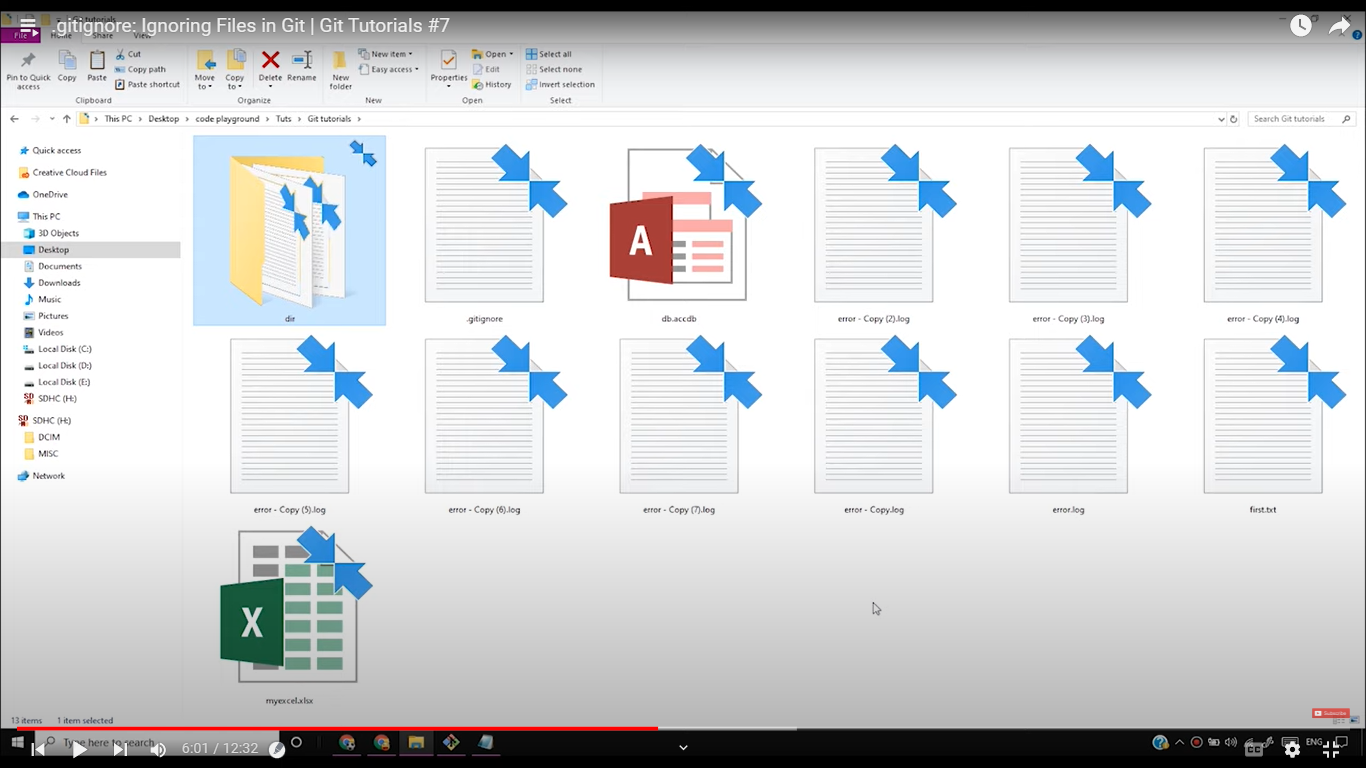 .gitignore: Ignoring Files in Git | Git Tutorials #7
File Home Share View
Pin to Quick access
Copy
Paste
Cut
Copy path
Paste shortcut
Move to
Copy to
Delete
Rename
New folder
New item
Easy access
Properties
Open
Edit
History
Select all
Select none
Invert selection
Clipboard Organize New Open Select
This PC > Desktop > code playground > Tuts > Git tutorials >
Search Git tutorials
Quick access
Creative Cloud Files
OneDrive
This PC
3D Objects
Desktop
Documents
Downloads
Music
Pictures
Videos
Local Disk (C:)
Local Disk (D:)
Local Disk (E:)
SDHC (H:)
SDHC (H:)
DCIM
MISC
Network
A
dir .gitignore db.accdb error - Copy (2).log error - Copy (3).log error - Copy (4).log
error - Copy (5).log error - Copy (6).log error - Copy (7).log error - Copy.log error.log first.txt
X
myexcel.xlsx
13 items 1 item selected
Subscribe
Type here to search
6:01 / 12:32
ENG
CC